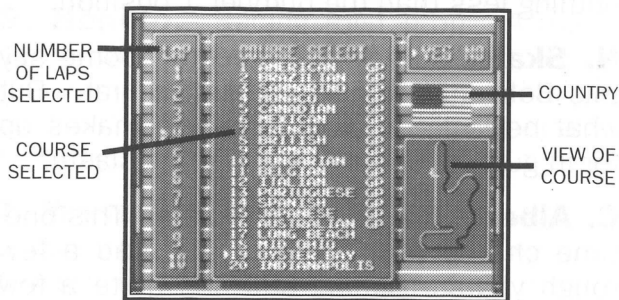 NUMBER
OF LAPS
SELECTED
COURSE
SELECTED
LAP
1
2
3
4
5
6
7
8
9
10
COURSE SELECT
1 AMERICAN GP
2 BRAZILIAN GP
3 SANMARINO GP
4 MONACO GP
5 CANADIAN GP
6 MEXICAN GP
7 FRENCH GP
8 BRITISH GP
9 GERMAN GP
10 HUNGARIAN GP
11 BELGIAN GP
12 ITALIAN GP
13 PORTUGUESE GP
14 SPANISH GP
15 JAPANESE GP
16 AUSTRALIAN GP
17 LONG BEACH
18 MID OHIO
19 OYSTER BAY
20 INDIANAPOLIS
YES NO
COUNTRY
VIEW OF
COURSE